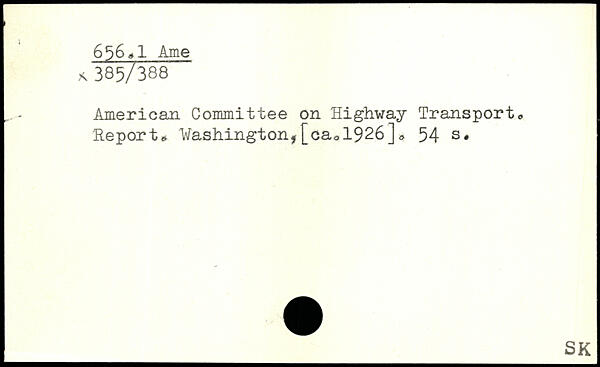 656.1 Ame
x 385/388
American Committee on Highway Transport.
Report. Washington,[ca.1926]. 54 s.
SK